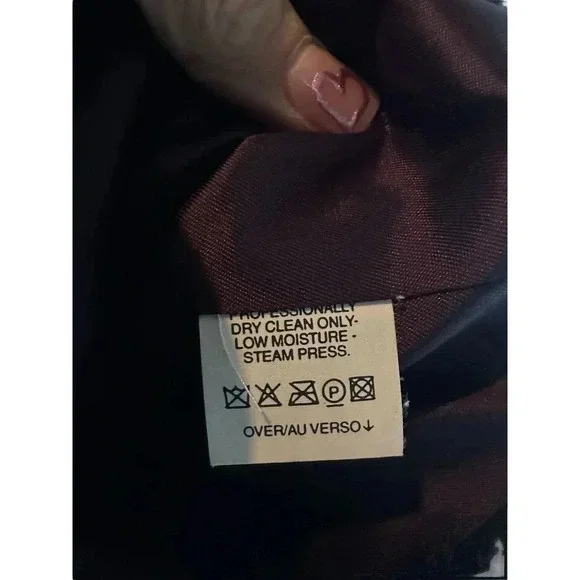 PROFESSIONALLY
DRY CLEAN ONLY-
LOW MOISTURE -
STEAM PRESS.
P
OVER/AU VERSO↓